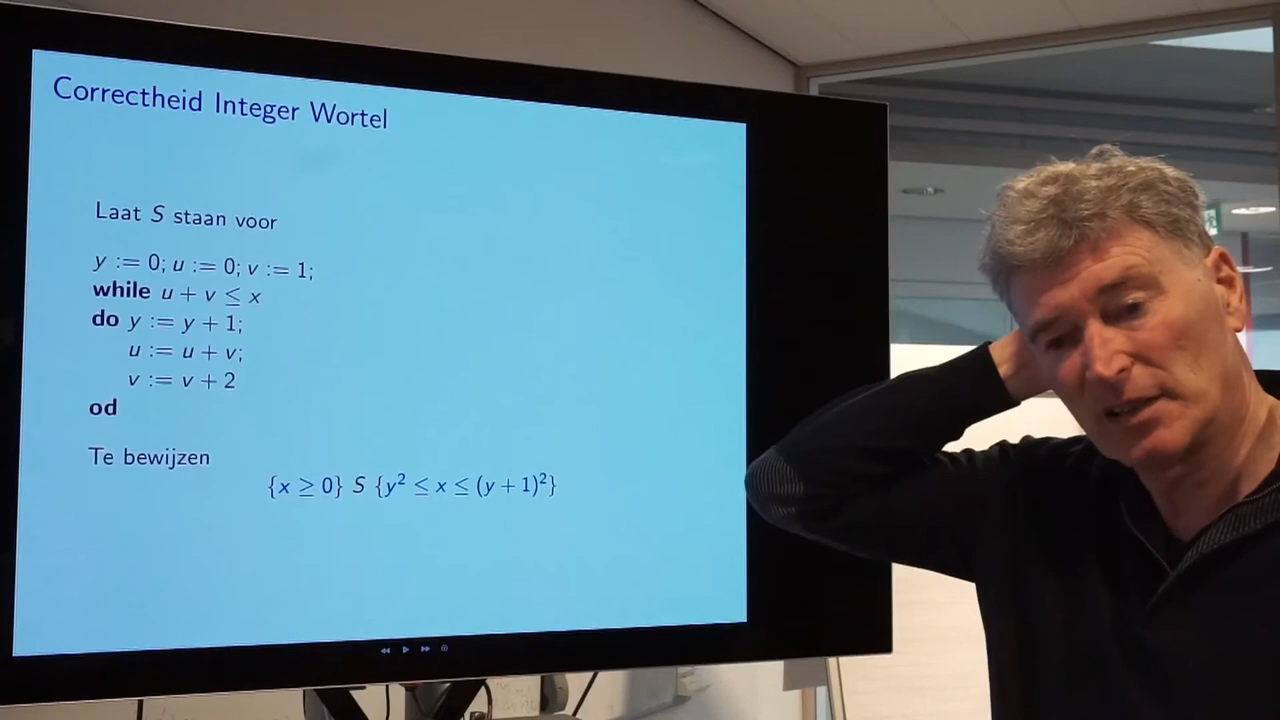 Correctheid Integer Wortel
Laat S staan voor
y := 0; u := 0; v := 1;
while u + v ≤ x
do y := y + 1;
u := u + v;
v := v + 2
od
Te bewijzen
{x ≥ 0} S {y² ≤ x ≤ (y + 1)²}